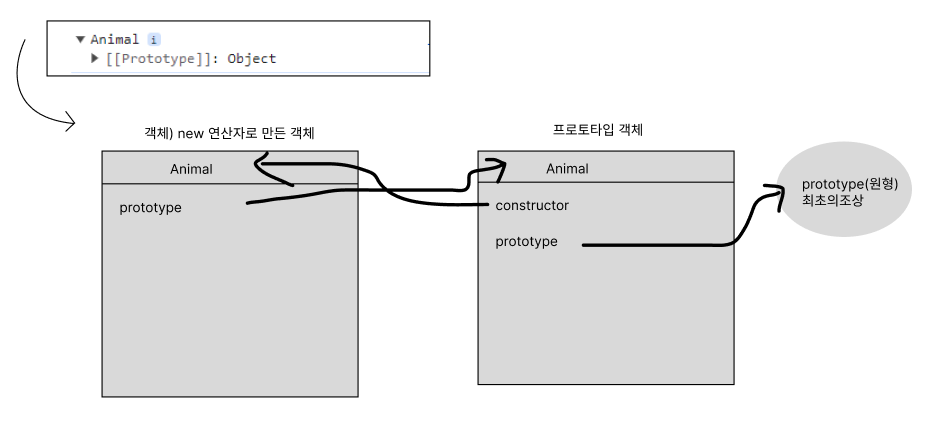 ▼ Animal i
▶ [[Prototype]]: Object
객체) new 연산자로 만든 객체
Animal
prototype
프로토타입 객체
Animal
constructor
prototype
prototype(원형)
최초의조상